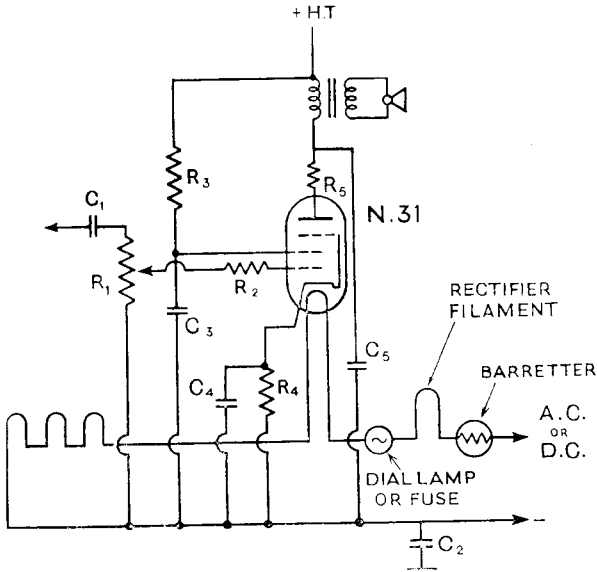 + H.T
R3
R5
C1
N.31
R1
R2
C3
RECTIFIER
FILAMENT
C5
C4
R4
BARRETTER
A.C.
OR
D.C.
DIAL LAMP
OR FUSE
–
C2